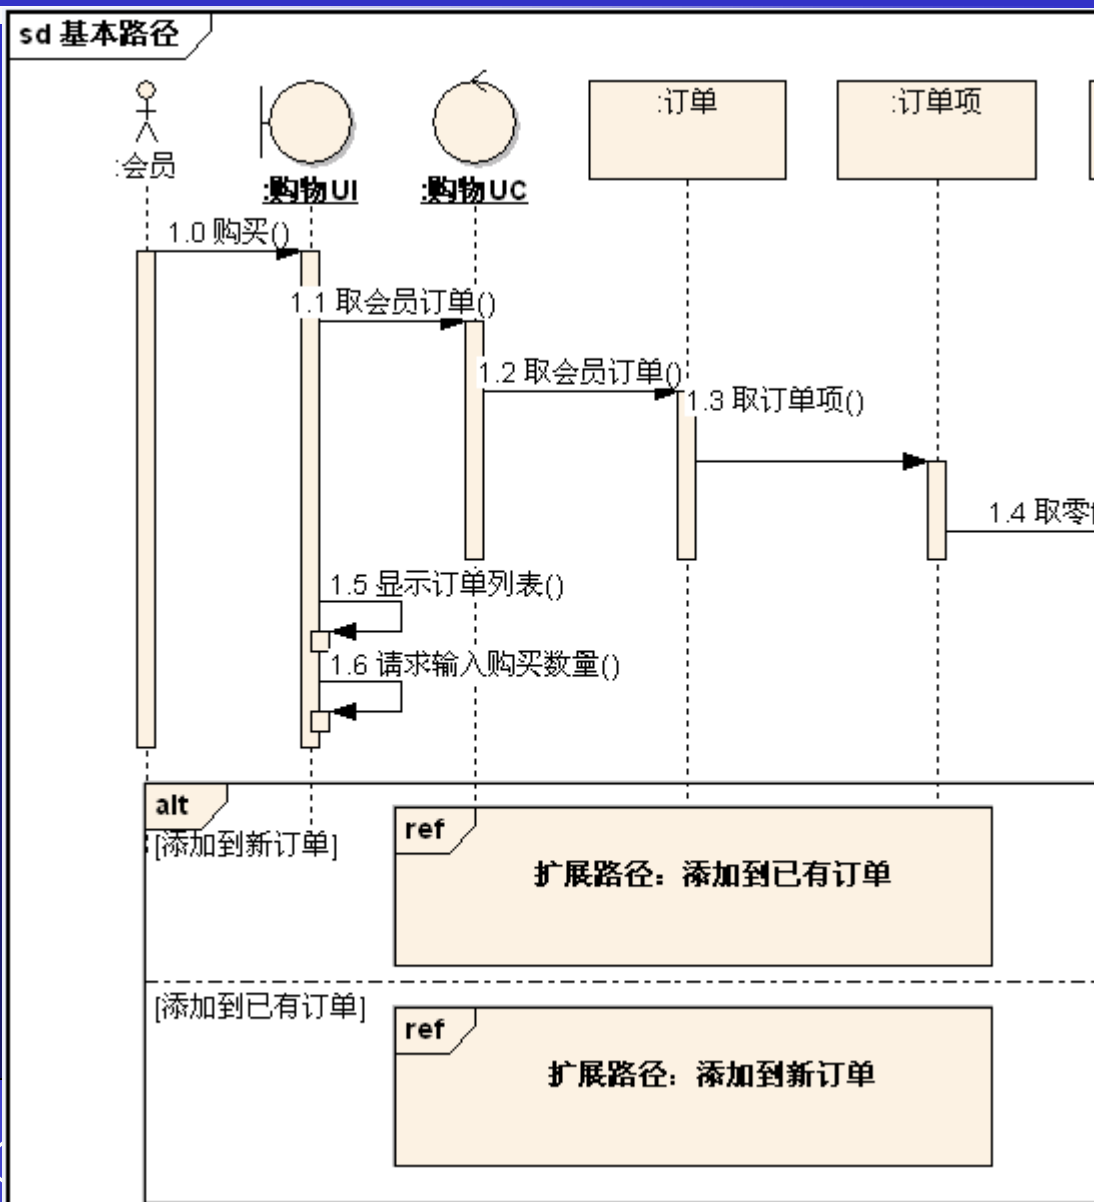 sd 基本路径
:会员
:购物UI
:购物UC
:订单
:订单项
1.0 购买()
1.1 取会员订单()
1.2 取会员订单()
1.3 取订单项()
1.4 取零
1.5 显示订单列表()
1.6 请求输入购买数量()
alt
[添加到新订单]
ref
扩展路径：添加到已有订单
[添加到已有订单]
ref
扩展路径：添加到新订单